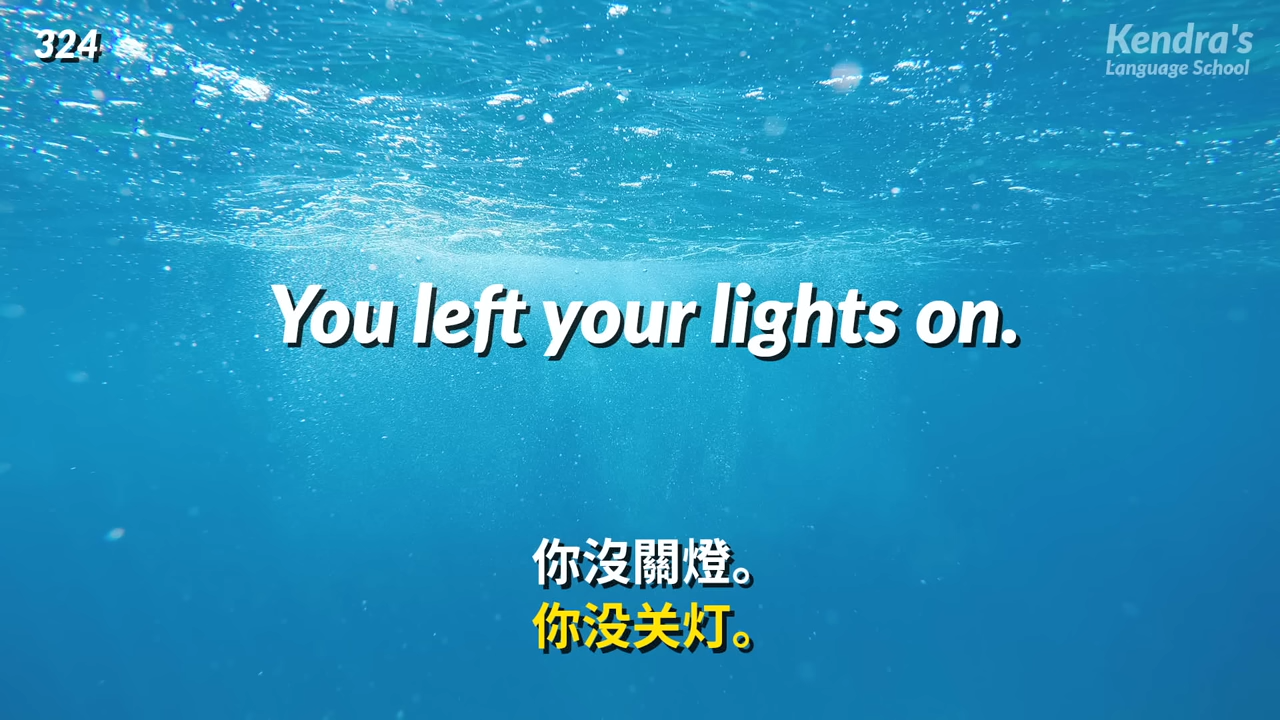 324
Kendra's
Language School
You left your lights on.
你沒關燈。
你没关灯。